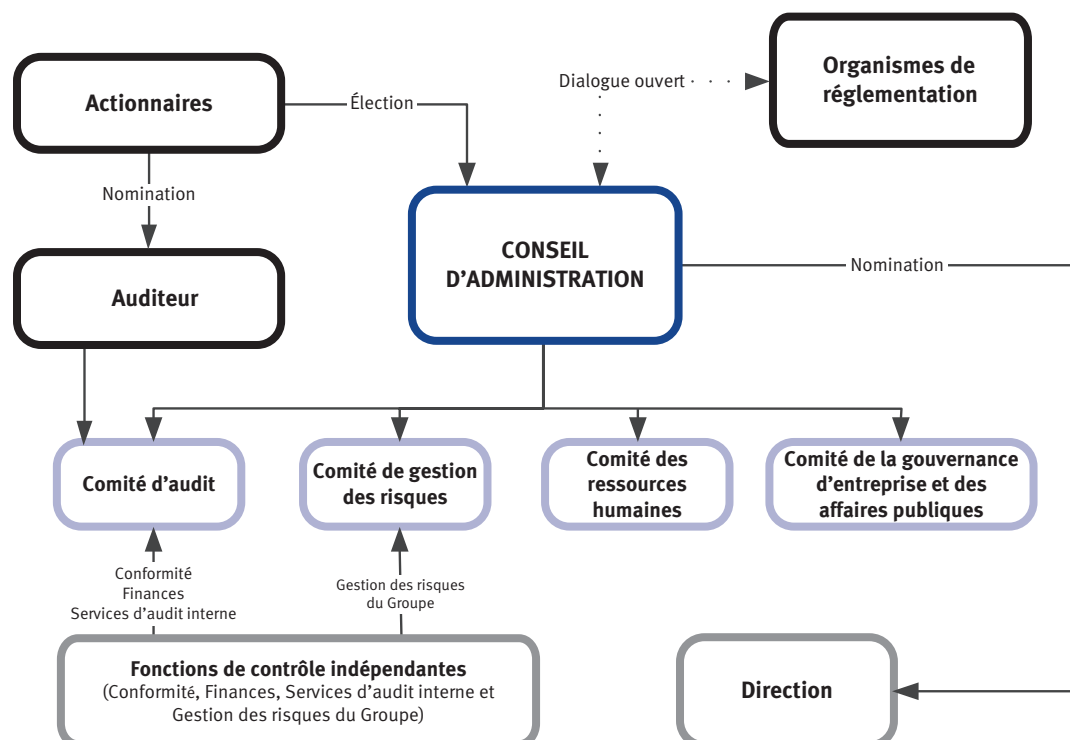 Actionnaires
Élection
Dialogue ouvert
Organismes de
réglementation
Nomination
CONSEIL
D’ADMINISTRATION
Nomination
Auditeur
Comité d’audit
Comité de gestion
des risques
Comité des
ressources
humaines
Comité de la gouvernance
d’entreprise et des
affaires publiques
Conformité
Finances
Services d’audit interne
Gestion des risques
du Groupe
Fonctions de contrôle indépendantes
(Conformité, Finances, Services d’audit interne et
Gestion des risques du Groupe)
Direction